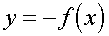 y = −f(x)